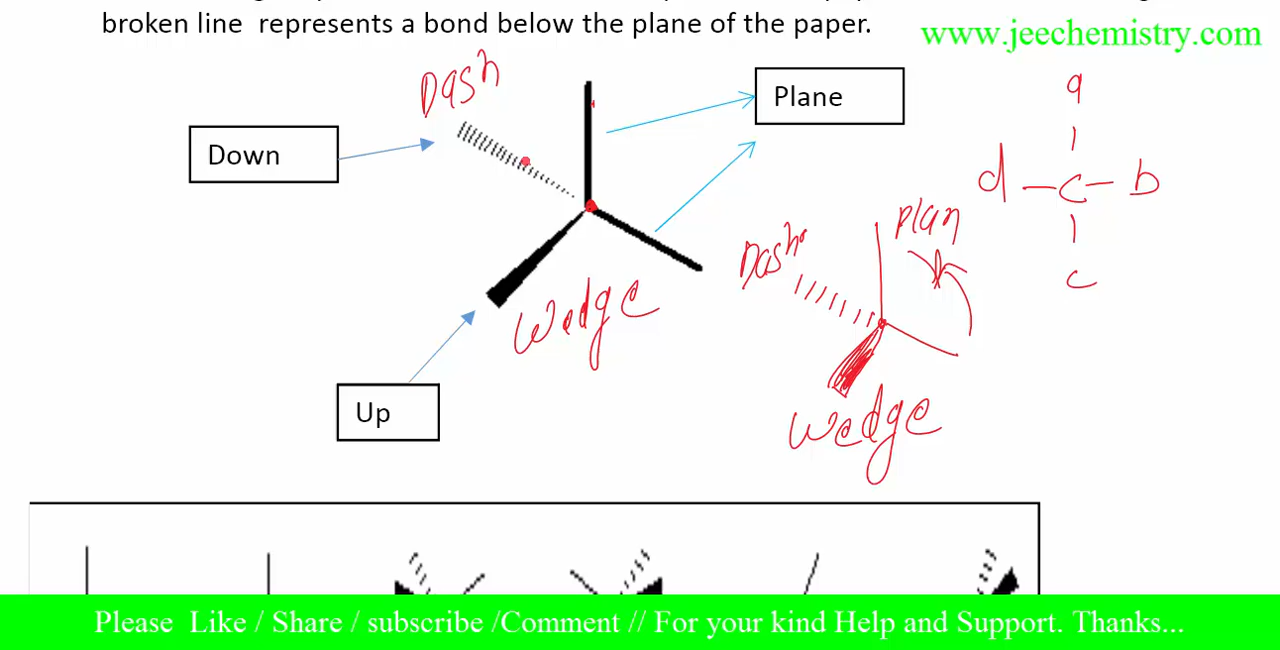 broken line represents a bond below the plane of the paper.
www.jeechemistry.com
Dash
Plane
a
Down
d - c - b
Plan
Dash
c
Wedge
Up
Wedge
Please Like / Share / subscribe /Comment // For your kind Help and Support. Thanks...